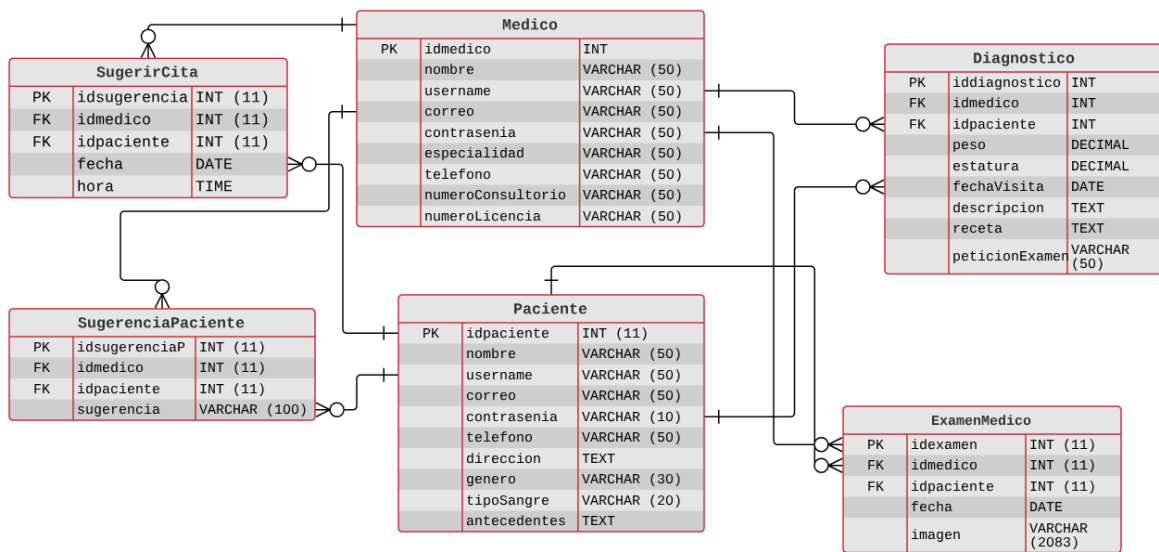 Medico
PK idmedico INT
nombre VARCHAR (50)
username VARCHAR (50)
correo VARCHAR (50)
contrasenia VARCHAR (50)
especialidad VARCHAR (50)
telefono VARCHAR (50)
numeroConsultorio VARCHAR (50)
numeroLicencia VARCHAR (50)
SugerirCita
PK idsugerencia INT (11)
FK idmedico INT (11)
FK idpaciente INT (11)
fecha DATE
hora TIME
Diagnostico
PK iddiagnostico INT
FK idmedico INT
FK idpaciente INT
peso DECIMAL
estatura DECIMAL
fechaVisita DATE
descripcion TEXT
receta TEXT
peticionExamen VARCHAR
(50)
SugerenciaPaciente
PK idsugerenciaP INT (11)
FK idmedico INT (11)
FK idpaciente INT (11)
sugerencia VARCHAR (100)
Paciente
PK idpaciente INT (11)
nombre VARCHAR (50)
username VARCHAR (50)
correo VARCHAR (50)
contrasenia VARCHAR (10)
telefono VARCHAR (50)
direccion TEXT
genero VARCHAR (30)
tipoSangre VARCHAR (20)
antecedentes TEXT
ExamenMedico
PK idexamen INT (11)
FK idmedico INT (11)
FK idpaciente INT (11)
fecha DATE
imagen VARCHAR
(2083)